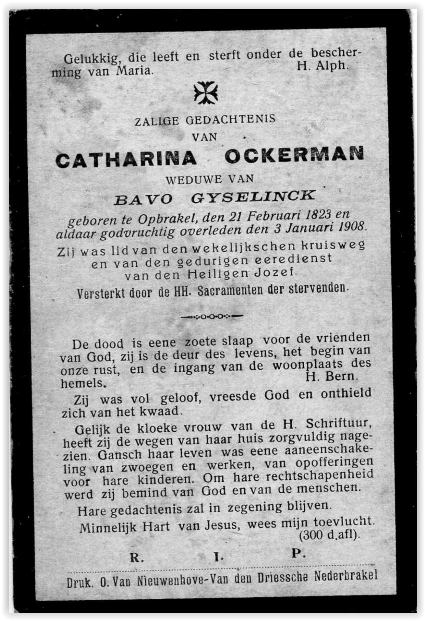 Gelukkig, die leeft en sterft onder de bescher-
ming van Maria. H. Alph.
ZALIGE GEDACHTENIS
VAN
CATHARINA OCKERMAN
WEDUWE VAN
BAVO GYSELINCK
geboren te Opbrakel, den 21 Februari 1823 en
aldaar godvruchtig overleden den 3 Januari 1908.
Zij was lid van den wekelijkschen kruisweg
en van den gedurigen eeredienst
van den Heiligen Jozef.
Versterkt door de HH. Sacramenten der stervenden.
De dood is eene zoete slaap voor de vrienden
van God, zij is de deur des levens, het begin van
onze rust, en de ingang van de woonplaats des
hemels. H. Bern.
Zij was vol geloof, vreesde God en onthield
zich van het kwaad.
Gelijk de kloeke vrouw van de H. Schriftuur,
heeft zij de wegen van haar huis zorgvuldig nage-
zien. Gansch haar leven was eene aaneenschake-
ling van zwoegen en werken, van opofferingen
voor hare kinderen. Om hare rechtschapenheid
werd zij bemind van God en van de menschen.
Hare gedachtenis zal in zegening blijven.
Minnelijk Hart van Jesus, wees mijn toevlucht.
(300 d. afl).
R. I. P.
Druk. O. Van Nieuwenhove-Van den Driessche Nederbrakel